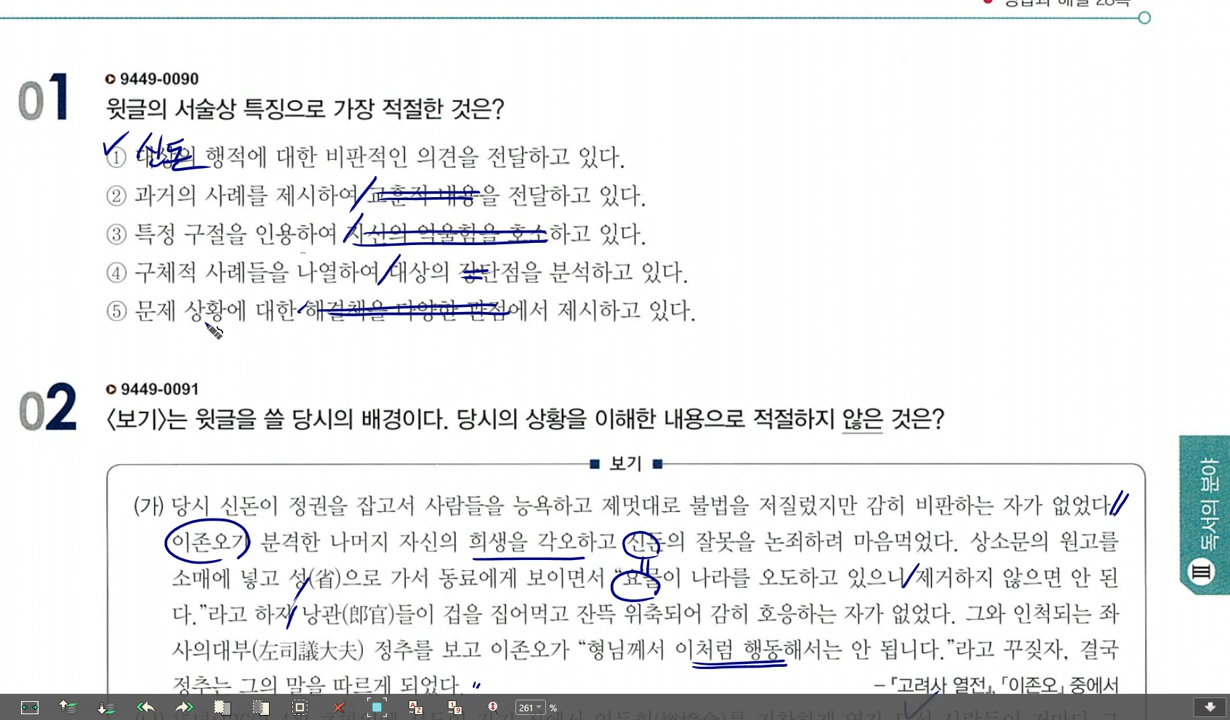 01
9449-0090
윗글의 서술상 특징으로 가장 적절한 것은?
신돈
① 대상의 행적에 대한 비판적인 의견을 전달하고 있다.
② 과거의 사례를 제시하여 교훈적 내용을 전달하고 있다.
③ 특정 구절을 인용하여 자신의 억울함을 호소하고 있다.
④ 구체적 사례들을 나열하여 대상의 장단점을 분석하고 있다.
⑤ 문제 상황에 대한 해결책을 다양한 관점에서 제시하고 있다.
02
9449-0091
〈보기〉는 윗글을 쓸 당시의 배경이다. 당시의 상황을 이해한 내용으로 적절하지 않은 것은?
보기
(가) 당시 신돈이 정권을 잡고서 사람들을 능욕하고 제멋대로 불법을 저질렀지만 감히 비판하는 자가 없었다.
이존오가 분격한 나머지 자신의 희생을 각오하고 신돈의 잘못을 논죄하려 마음먹었다. 상소문의 원고를
소매에 넣고 성(省)으로 가서 동료에게 보이면서 “요물이 나라를 오도하고 있으니 제거하지 않으면 안 된
다.”라고 하자 낭관(郎官)들이 겁을 집어먹고 잔뜩 위축되어 감히 호응하는 자가 없었다. 그와 인척되는 좌
사의대부(左司議大夫) 정추를 보고 이존오가 “형님께서 이처럼 행동해서는 안 됩니다.”라고 꾸짖자, 결국
정추는 그의 말을 따르게 되었다.
- 『고려사 열전』, 「이존오」 중에서
Ⅲ 독서의 분야
261 %